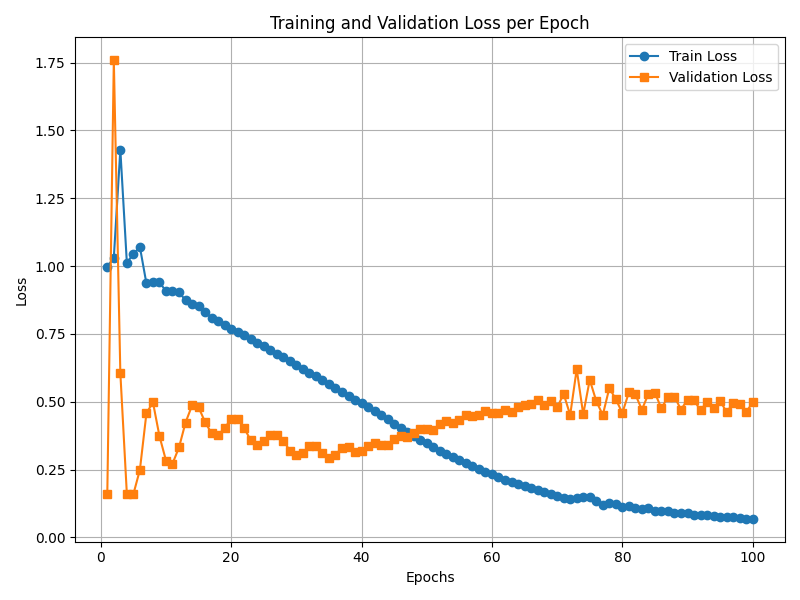 Training and Validation Loss per Epoch
Train Loss
Validation Loss
1.75
1.50
1.25
1.00
0.75
0.50
0.25
0.00
Loss
0 20 40 60 80 100
Epochs